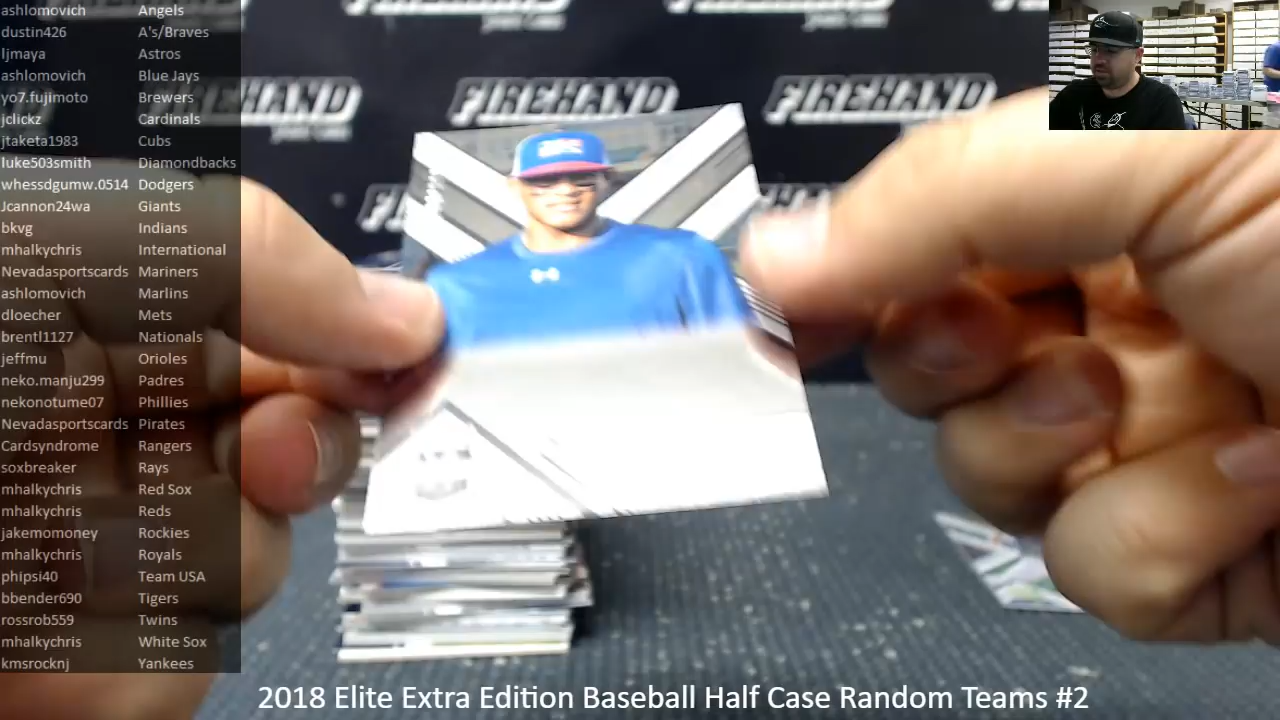 ashlomovich Angels
dustin426 A's/Braves
ljmaya Astros
ashlomovich Blue Jays
yo7.fujimoto Brewers
jclickz Cardinals
jtaketa1983 Cubs
luke503smith Diamondbacks
whessdgumw.0514 Dodgers
Jcannon24wa Giants
bkvg Indians
mhalkychris International
Nevadasportscards Mariners
ashlomovich Marlins
dloecher Mets
brentl1127 Nationals
jeffmu Orioles
neko.manju299 Padres
nekonotume07 Phillies
Nevadasportscards Pirates
Cardsyndrome Rangers
soxbreaker Rays
mhalkychris Red Sox
mhalkychris Reds
jakemomoney Rockies
mhalkychris Royals
phipsi40 Team USA
bbender690 Tigers
rossrob559 Twins
mhalkychris White Sox
kmsrocknj Yankees
FIREHAND
FIREHAND
2018 Elite Extra Edition Baseball Half Case Random Teams #2